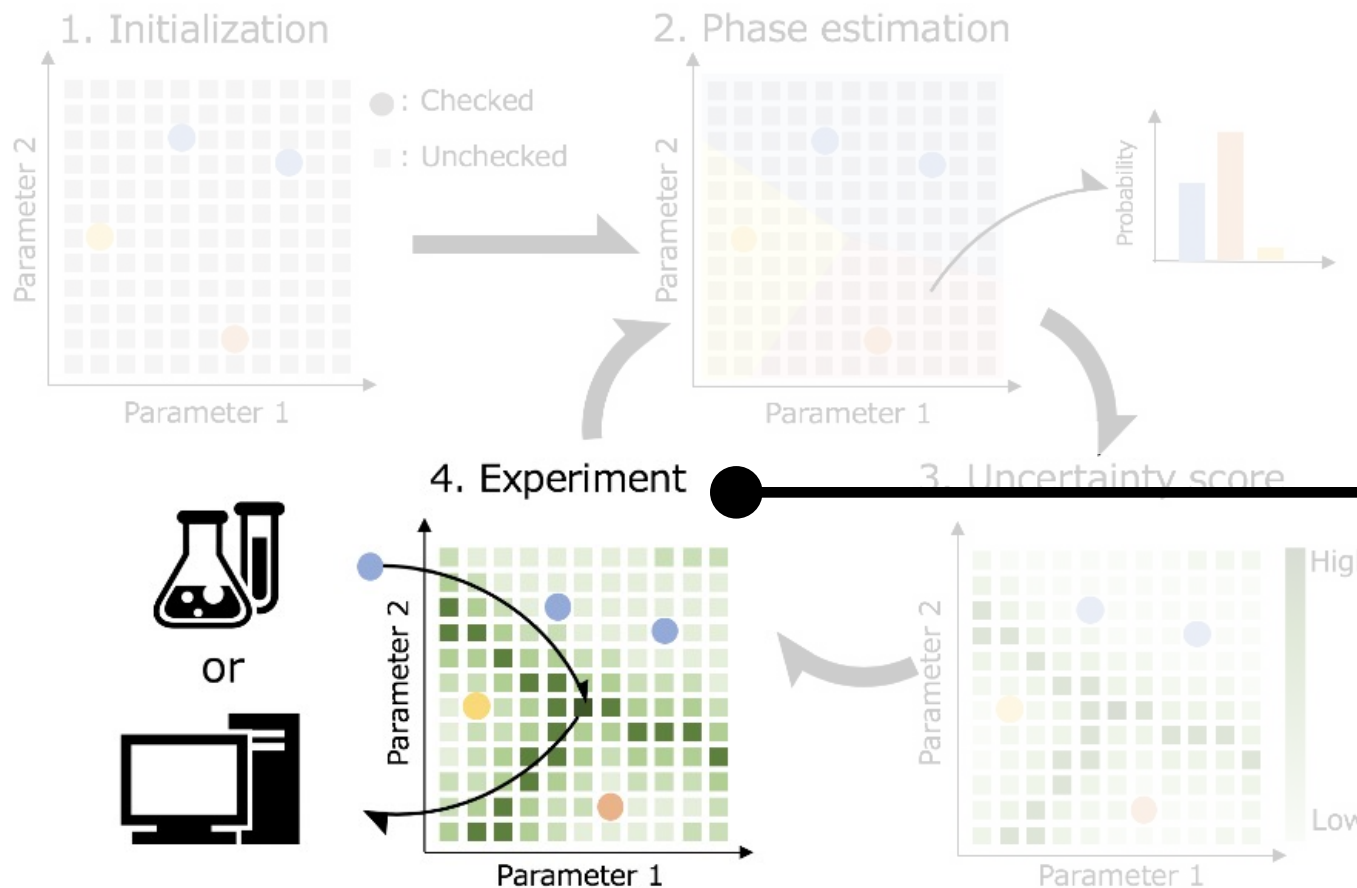 1. Initialization
2. Phase estimation
Parameter 2
: Checked
: Unchecked
Parameter 1
Parameter 2
Parameter 1
Probability
4. Experiment
3. Uncertainty score
or
Parameter 2
Parameter 1
Parameter 2
Parameter 1
Hig
Low